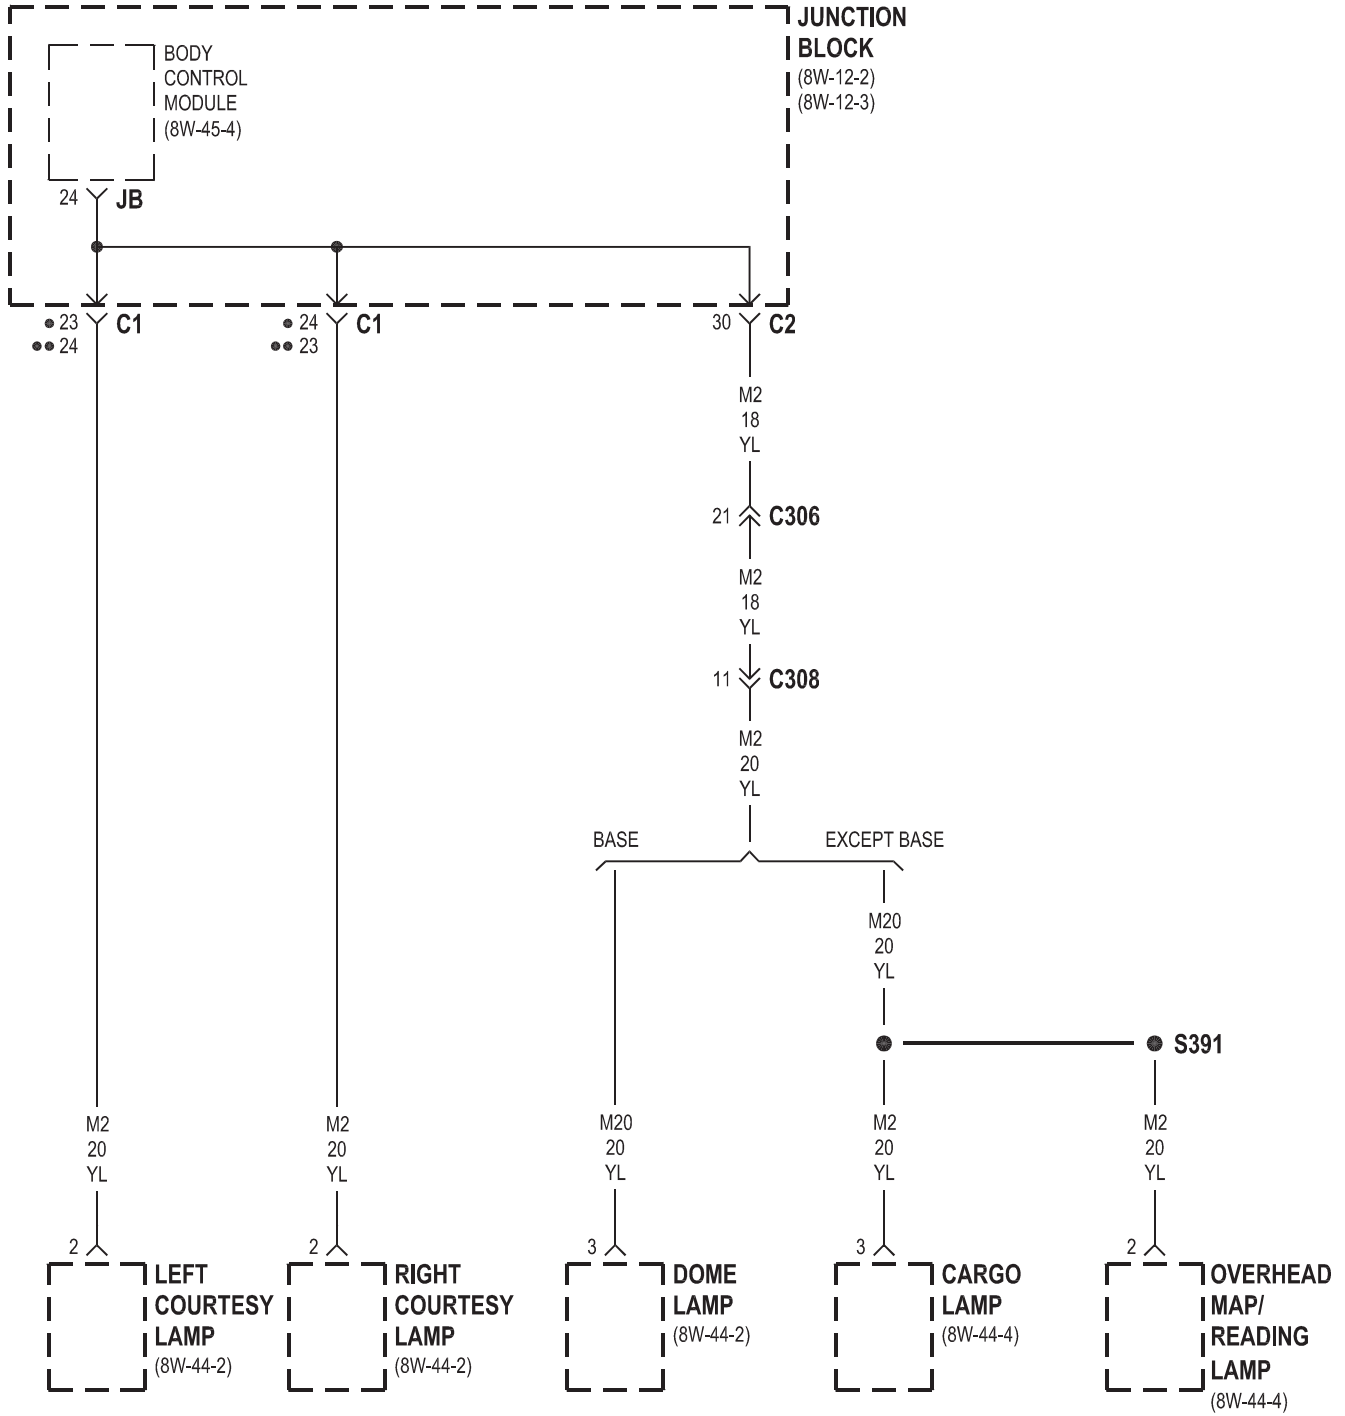 JUNCTION
BLOCK
(8W-12-2)
(8W-12-3)
BODY
CONTROL
MODULE
(8W-45-4)
24 JB
23 C1
24
24 C1
23
30 C2
M2
18
YL
21 C306
M2
18
YL
11 C308
M2
20
YL
BASE
EXCEPT BASE
M20
20
YL
S391
M2
20
YL
M2
20
YL
M20
20
YL
M2
20
YL
M2
20
YL
2
LEFT
COURTESY
LAMP
(8W-44-2)
2
RIGHT
COURTESY
LAMP
(8W-44-2)
3
DOME
LAMP
(8W-44-2)
3
CARGO
LAMP
(8W-44-4)
2
OVERHEAD
MAP/
READING
LAMP
(8W-44-4)